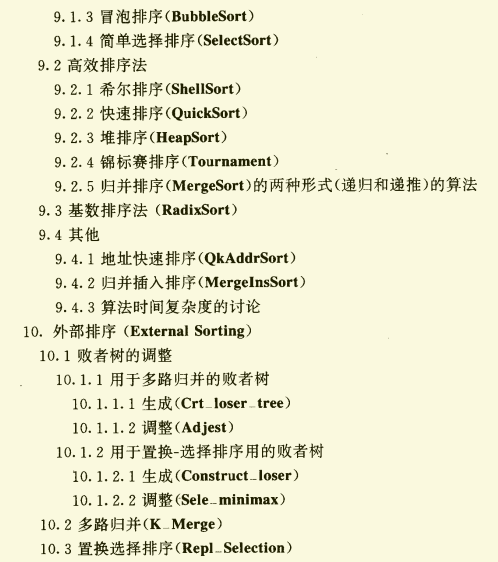 9.1.3 冒泡排序(BubbleSort)
9.1.4 简单选择排序(SelectSort)
9.2 高效排序法
9.2.1 希尔排序(ShellSort)
9.2.2 快速排序(QuickSort)
9.2.3 堆排序(HeapSort)
9.2.4 锦标赛排序(Tournament)
9.2.5 归并排序(MergeSort)的两种形式(递归和递推)的算法
9.3 基数排序法 (RadixSort)
9.4 其他
9.4.1 地址快速排序(QkAddrSort)
9.4.2 归并插入排序(MergeInsSort)
9.4.3 算法时间复杂度的讨论
10. 外部排序 (External Sorting)
10.1 败者树的调整
10.1.1 用于多路归并的败者树
10.1.1.1 生成(Crt_loser_tree)
10.1.1.2 调整(Adjest)
10.1.2 用于置换-选择排序用的败者树
10.1.2.1 生成(Construct_loser)
10.1.2.2 调整(Sele_minimax)
10.2 多路归并(K_Merge)
10.3 置换选择排序(Repl_Selection)